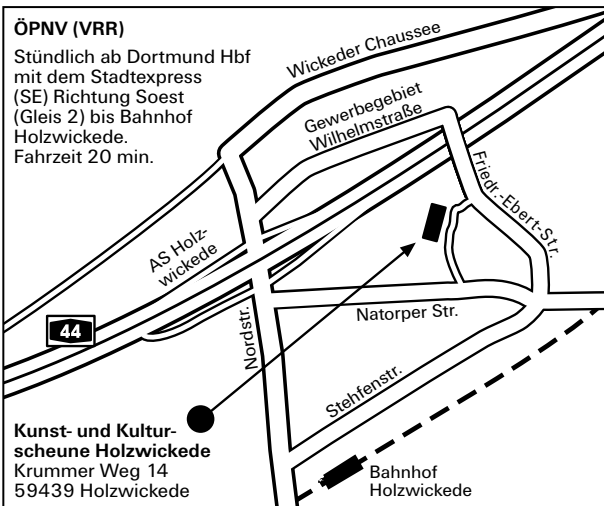 ÖPNV (VRR)
Stündlich ab Dortmund Hbf
mit dem Stadtexpress
(SE) Richtung Soest
(Gleis 2) bis Bahnhof
Holzwickede.
Fahrzeit 20 min.
Wickeder Chaussee
Gewerbegebiet
Wilhelmstraße
Friedr.-Ebert-Str.
AS Holz-
wickede
44
Nordstr.
Natorper Str.
Stehfenstr.
Kunst- und Kultur-
scheune Holzwickede
Krummer Weg 14
59439 Holzwickede
Bahnhof
Holzwickede